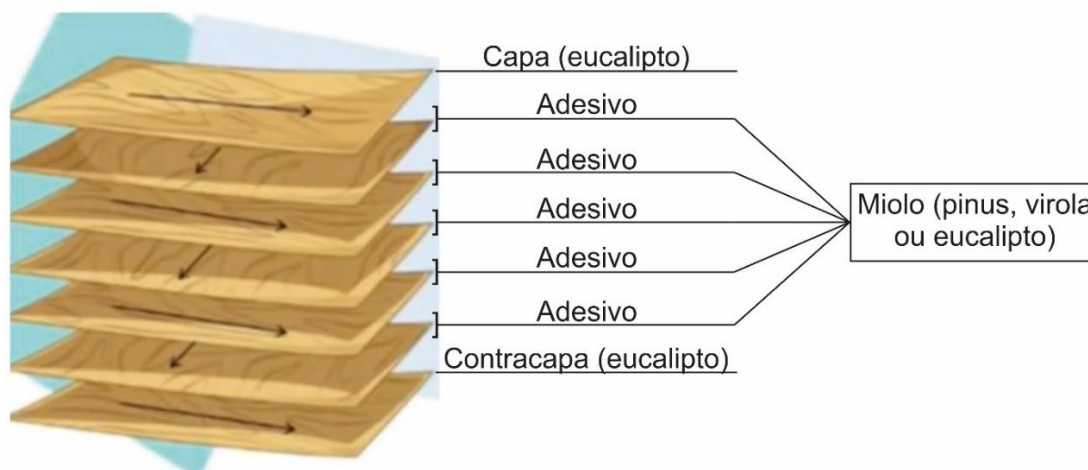 Capa (eucalipto)
Adesivo
Adesivo
Adesivo
Adesivo
Adesivo
Contracapa (eucalipto)
Miolo (pinus, virola
ou eucalipto)